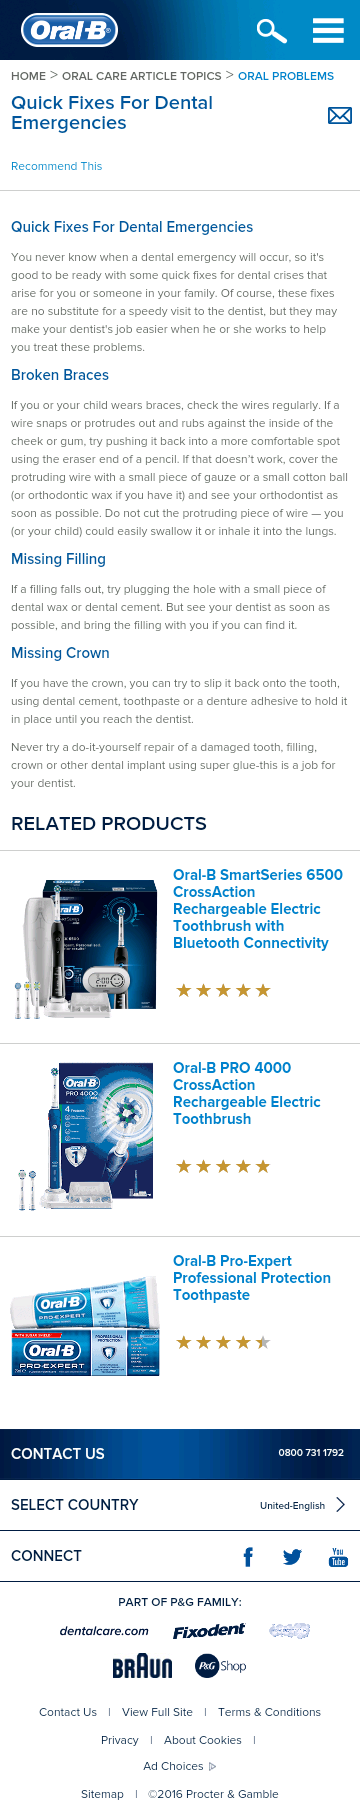 Oral-B
HOME > ORAL CARE ARTICLE TOPICS > ORAL PROBLEMS
Quick Fixes For Dental
Emergencies
Recommend This
Quick Fixes For Dental Emergencies
You never know when a dental emergency will occur, so it's
good to be ready with some quick fixes for dental crises that
arise for you or someone in your family. Of course, these fixes
are no substitute for a speedy visit to the dentist, but they may
make your dentist's job easier when he or she works to help
you treat these problems.
Broken Braces
If you or your child wears braces, check the wires regularly. If a
wire snaps or protrudes out and rubs against the inside of the
cheek or gum, try pushing it back into a more comfortable spot
using the eraser end of a pencil. If that doesn't work, cover the
protruding wire with a small piece of gauze or a small cotton ball
(or orthodontic wax if you have it) and see your orthodontist as
soon as possible. Do not cut the protruding piece of wire — you
(or your child) could easily swallow it or inhale it into the lungs.
Missing Filling
If a filling falls out, try plugging the hole with a small piece of
dental wax or dental cement. But see your dentist as soon as
possible, and bring the filling with you if you can find it.
Missing Crown
If you have the crown, you can try to slip it back onto the tooth,
using dental cement, toothpaste or a denture adhesive to hold it
in place until you reach the dentist.
Never try a do-it-yourself repair of a damaged tooth, filling,
crown or other dental implant using super glue-this is a job for
your dentist.
RELATED PRODUCTS
Oral-B
Oral-B SmartSeries 6500
CrossAction
Rechargeable Electric
Toothbrush with
Bluetooth Connectivity
Oral-B
PRO 4000
Oral-B PRO 4000
CrossAction
Rechargeable Electric
Toothbrush
Oral-B
PRO-EXPERT
Oral-B
PRO-EXPERT
PROFESSIONAL
PROTECTION
Oral-B Pro-Expert
Professional Protection
Toothpaste
CONTACT US
0800 731 1792
SELECT COUNTRY
United-English
CONNECT
You
Tube
PART OF P&G FAMILY:
dentalcare.com
Fixodent
BRAUN
P&G Shop
Contact Us | View Full Site | Terms & Conditions
Privacy | About Cookies |
Ad Choices
Sitemap | ©2016 Procter & Gamble